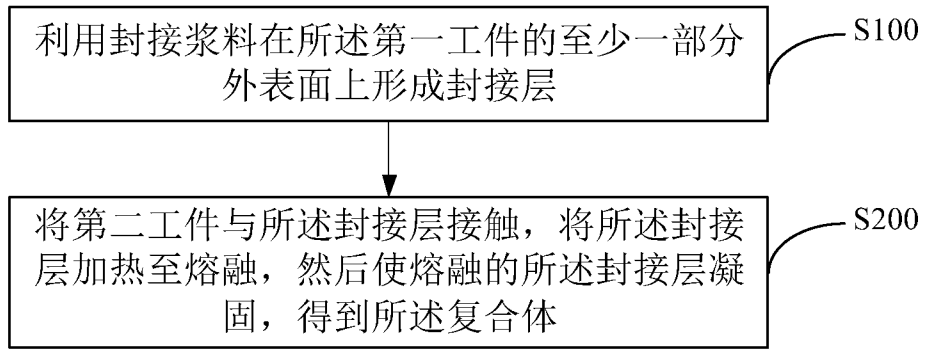 利用封接浆料在所述第一工件的至少一部分
外表面上形成封接层
S100
将第二工件与所述封接层接触，将所述封接
层加热至熔融，然后使熔融的所述封接层凝
固，得到所述复合体
S200